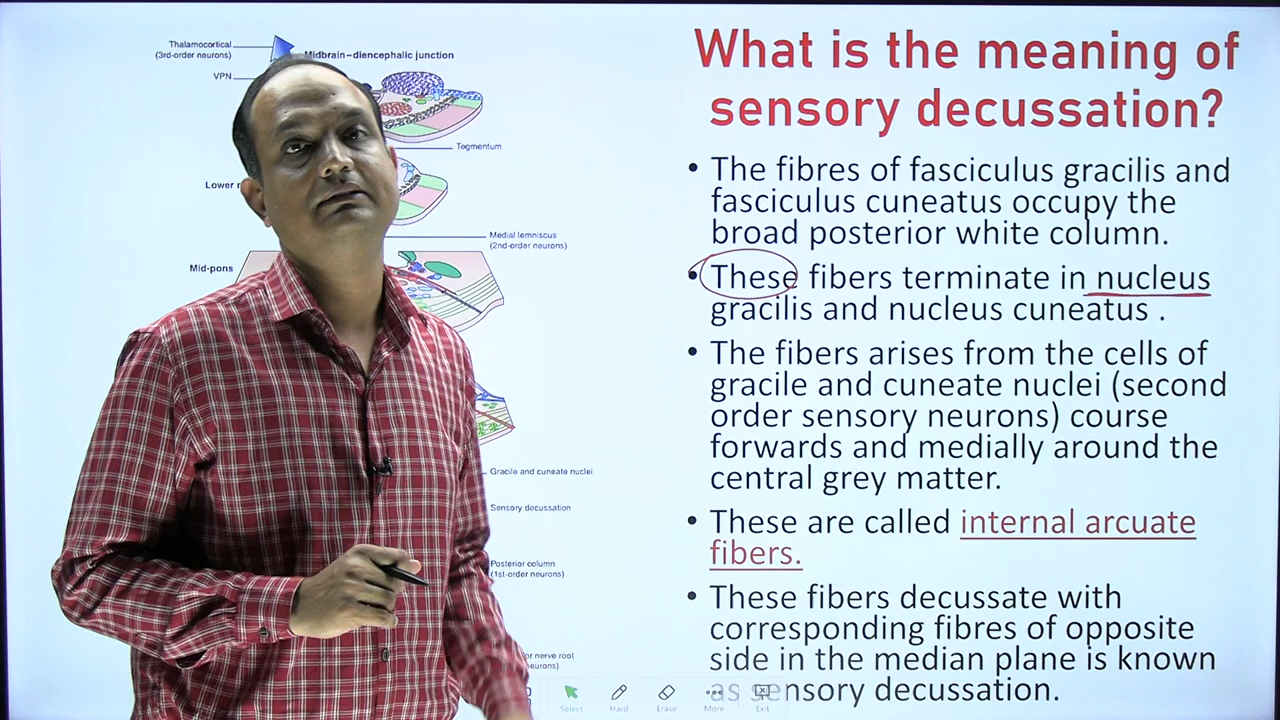 Thalamocortical
(3rd-order neurons)
Midbrain–diencephalic junction
VPN
Tegmentum
Lower
Medial lemniscus
(2nd-order neurons)
Mid-pons
Gracile and cuneate nuclei
Sensory decussation
Posterior column
(1st-order neurons)
nerve root
What is the meaning of
sensory decussation?
• The fibres of fasciculus gracilis and
fasciculus cuneatus occupy the
broad posterior white column.
• These fibers terminate in nucleus
gracilis and nucleus cuneatus .
• The fibers arises from the cells of
gracile and cuneate nuclei (second
order sensory neurons) course
forwards and medially around the
central grey matter.
• These are called internal arcuate
fibers.
• These fibers decussate with
corresponding fibres of opposite
side in the median plane is known
as sensory decussation.
Select
Hard
Erase
More
Exit